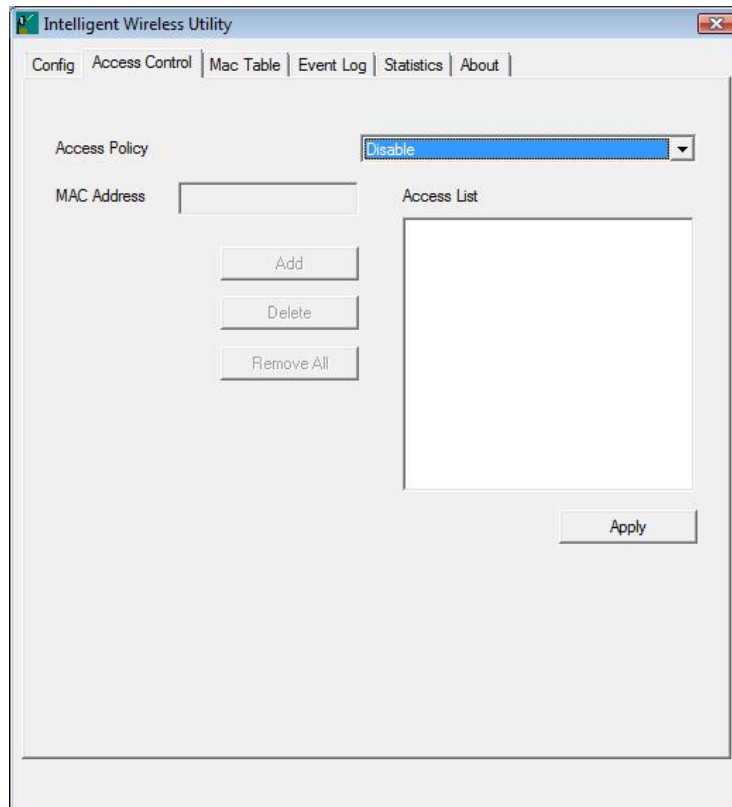 Intelligent Wireless Utility
Config Access Control Mac Table Event Log Statistics About
Access Policy Disable
MAC Address Access List
Add
Delete
Remove All
Apply